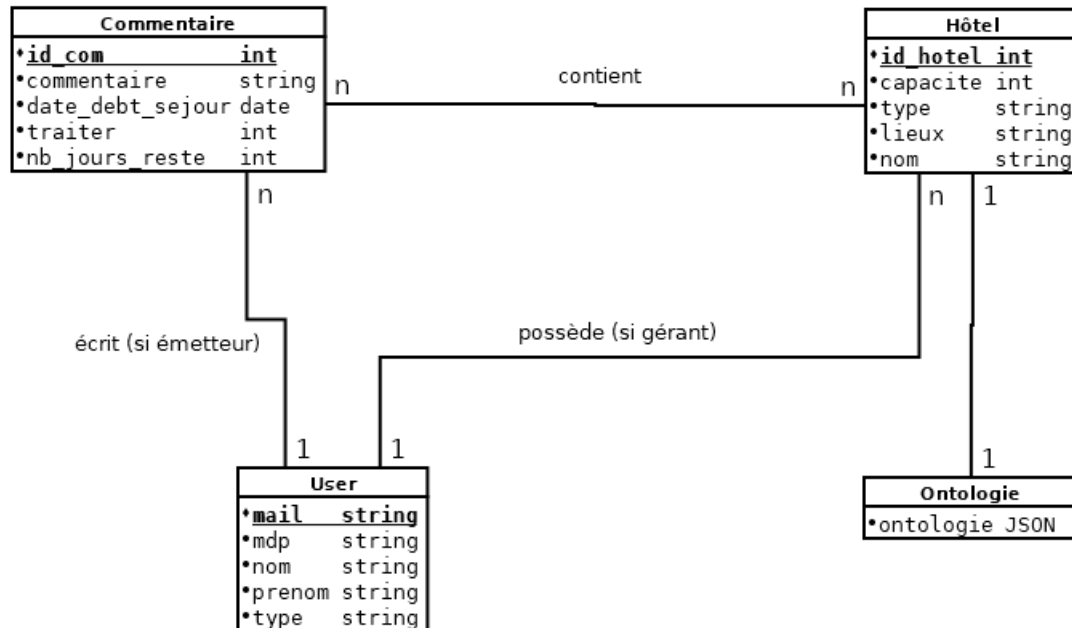 Commentaire
id_com int
commentaire string
date_debt_sejour date
traiter int
nb_jours_reste int
Hôtel
id_hotel int
capacite int
type string
lieux string
nom string
contient
n
n
n
n
1
écrit (si émetteur)
possède (si gérant)
1
1
1
User
mail string
mdp string
nom string
prenom string
type string
Ontologie
ontologie JSON